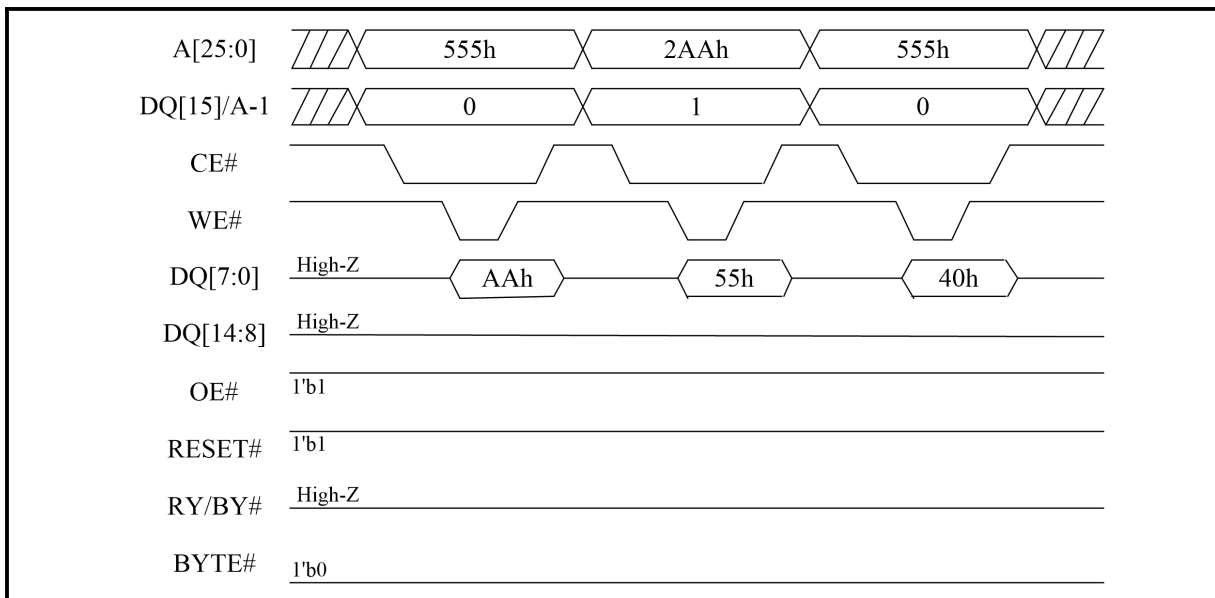 A[25:0] 555h 2AAh 555h
DQ[15]/A-1 0 1 0
CE#
WE#
DQ[7:0] High-Z AAh 55h 40h
DQ[14:8] High-Z
OE# 1'b1
RESET# 1'b1
RY/BY# High-Z
BYTE# 1'b0